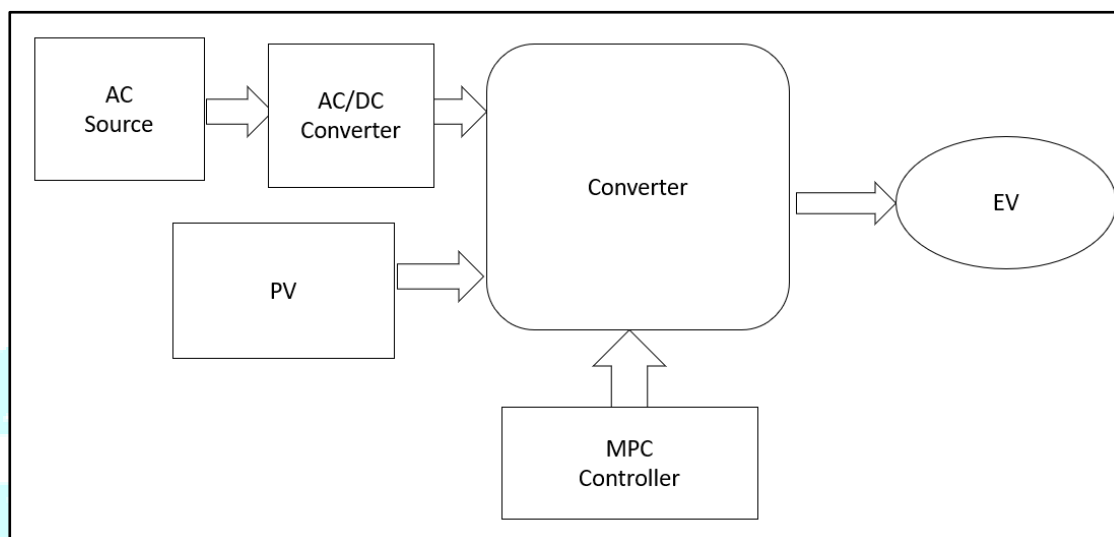 AC
Source
AC/DC
Converter
Converter
EV
PV
MPC
Controller